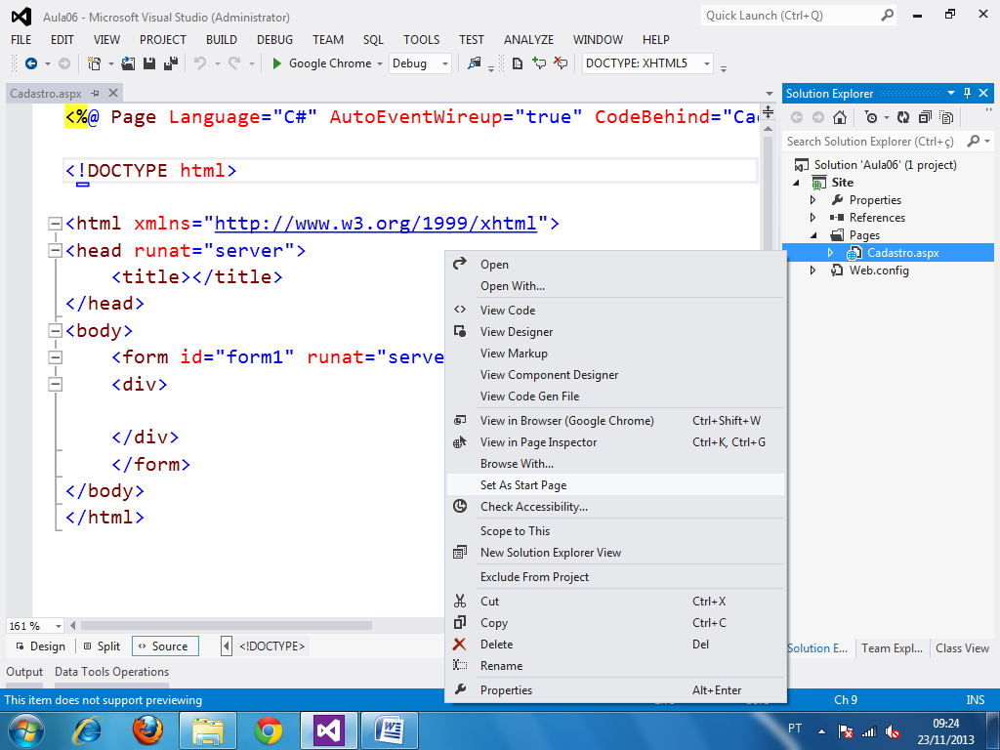 Aula06 - Microsoft Visual Studio (Administrator)
Quick Launch (Ctrl+Q)
FILE EDIT VIEW PROJECT BUILD DEBUG TEAM SQL TOOLS TEST ANALYZE WINDOW HELP
Google Chrome Debug DOCTYPE: XHTML5
Cadastro.aspx
<%@ Page Language="C#" AutoEventWireup="true" CodeBehind="Cad
<!DOCTYPE html>
<html xmlns="http://www.w3.org/1999/xhtml">
<head runat="server">
<title></title>
</head>
<body>
<form id="form1" runat="serve
<div>
</div>
</form>
</body>
</html>
161 %
Design Split Source <!DOCTYPE>
Output Data Tools Operations
This item does not support previewing
Ch 9 INS
Open
Open With...
View Code
View Designer
View Markup
View Component Designer
View Code Gen File
View in Browser (Google Chrome) Ctrl+Shift+W
View in Page Inspector Ctrl+K, Ctrl+G
Browse With...
Set As Start Page
Check Accessibility...
Scope to This
New Solution Explorer View
Exclude From Project
Cut Ctrl+X
Copy Ctrl+C
Delete Del
Rename
Properties Alt+Enter
Solution Explorer
Search Solution Explorer (Ctrl+ç)
Solution 'Aula06' (1 project)
Site
Properties
References
Pages
Cadastro.aspx
Web.config
Solution E... Team Expl... Class View
PT
09:24
23/11/2013